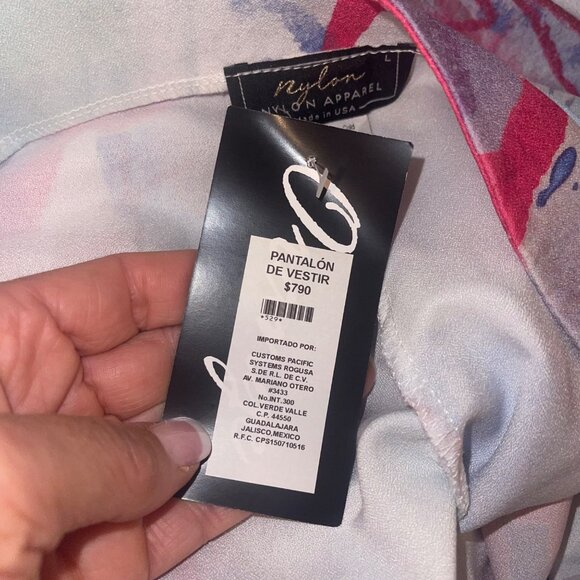 nylon
L
NYLON APPAREL
Made in USA
PANTALÓN
DE VESTIR
$790
*529*
IMPORTADO POR:
CUSTOMS PACIFIC
SYSTEMS ROGUSA
S.DE R.L. DE C.V.
AV. MARIANO OTERO
#3433
No.INT.300
COL.VERDE VALLE
C.P. 44550
GUADALAJARA
JALISCO,MEXICO
R.F.C. CPS150710516